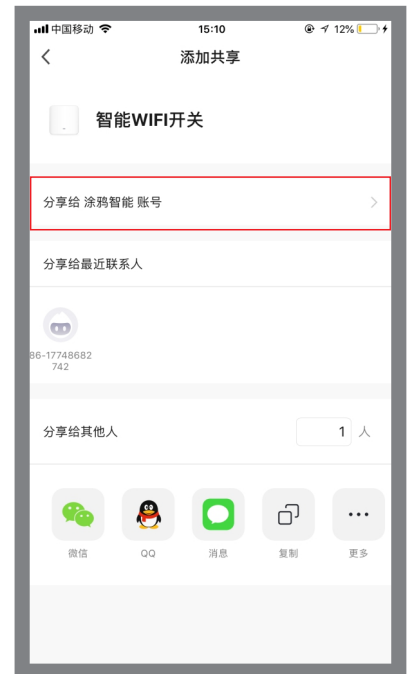 中国移动 15:10 12%
添加共享
智能WIFI开关
分享给 涂鸦智能 账号
分享给最近联系人
86-17748682
742
分享给其他人 1 人
微信 QQ 消息 复制 更多